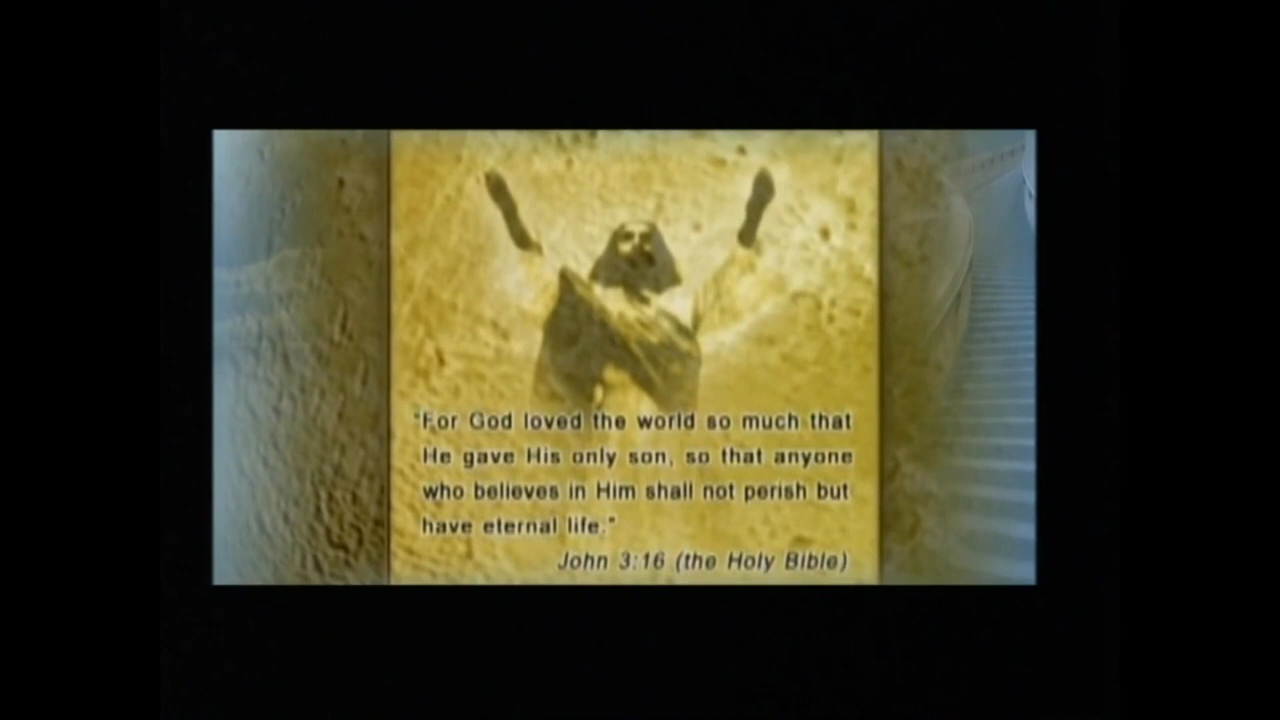 "For God loved the world so much that
He gave His only son, so that anyone
who believes in Him shall not perish but
have eternal life."
John 3:16 (the Holy Bible)